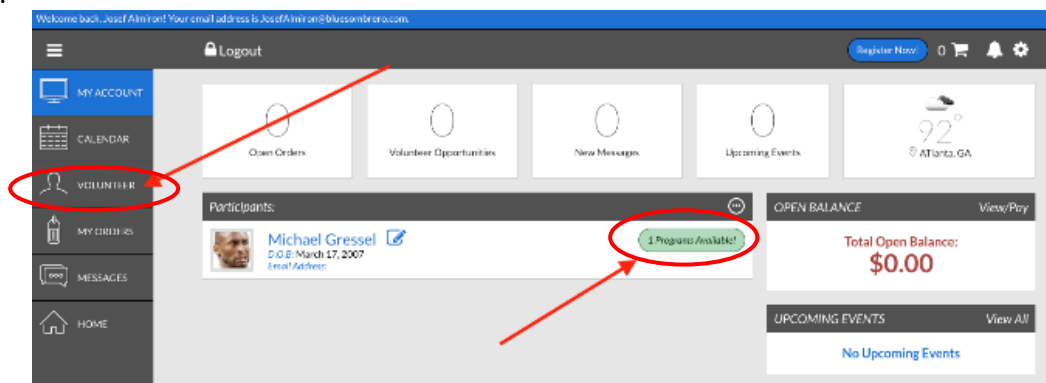 Welcome back, Josef Almiron! Your email address is JosefAlmiron@bluesombrero.com.
Logout
Register Now!
0
MY ACCOUNT
CALENDAR
VOLUNTEER
MY ORDERS
MESSAGES
HOME
0
Open Orders
0
Volunteer Opportunities
0
New Messages
0
Upcoming Events
92°
ATlanta, GA
Participants:
Michael Gressel
D.O.B: March 17, 2007
Email Address:
1 Programs Available!
OPEN BALANCE View/Pay
Total Open Balance:
$0.00
UPCOMING EVENTS View All
No Upcoming Events